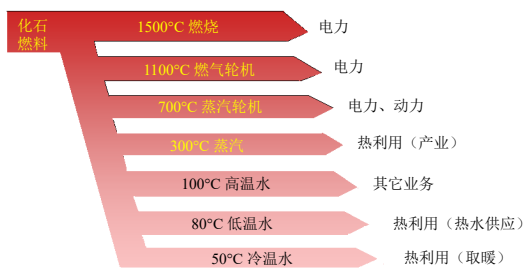 化石
燃料
1500°C 燃烧
电力
1100°C 燃气轮机
电力
700°C 蒸汽轮机
电力、动力
300°C 蒸汽
热利用（产业）
100°C 高温水
其它业务
80°C 低温水
热利用（热水供应）
50°C 冷温水
热利用（取暖）